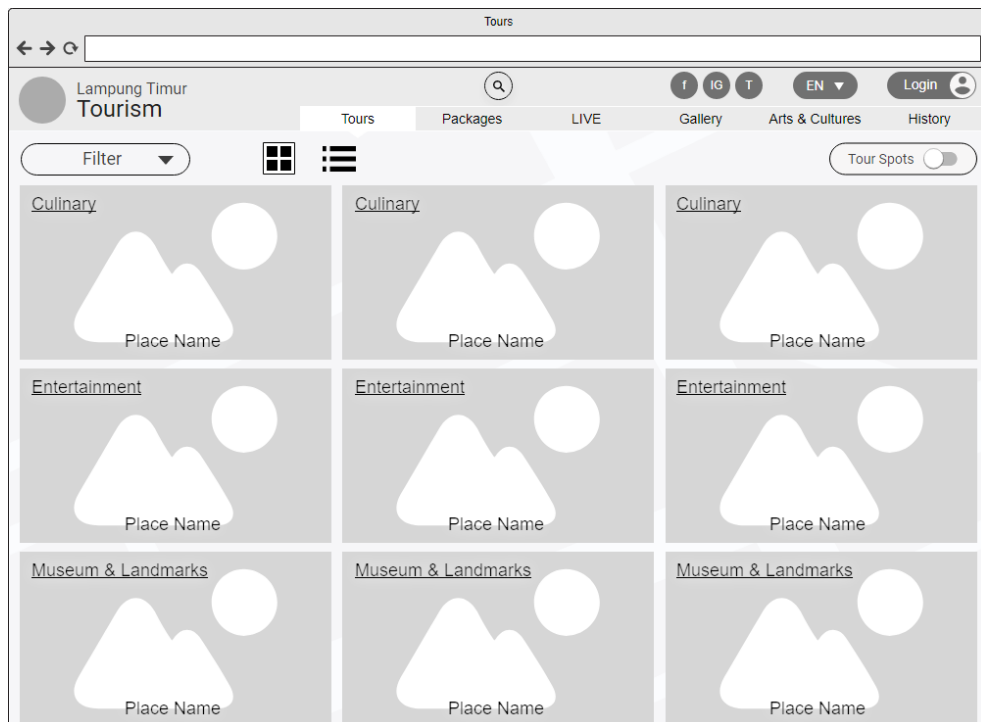 Tours
Lampung Timur
Tourism
f IG T EN Login
Tours Packages LIVE Gallery Arts & Cultures History
Filter Tour Spots
Culinary Culinary Culinary
Place Name Place Name Place Name
Entertainment Entertainment Entertainment
Place Name Place Name Place Name
Museum & Landmarks Museum & Landmarks Museum & Landmarks
Place Name Place Name Place Name